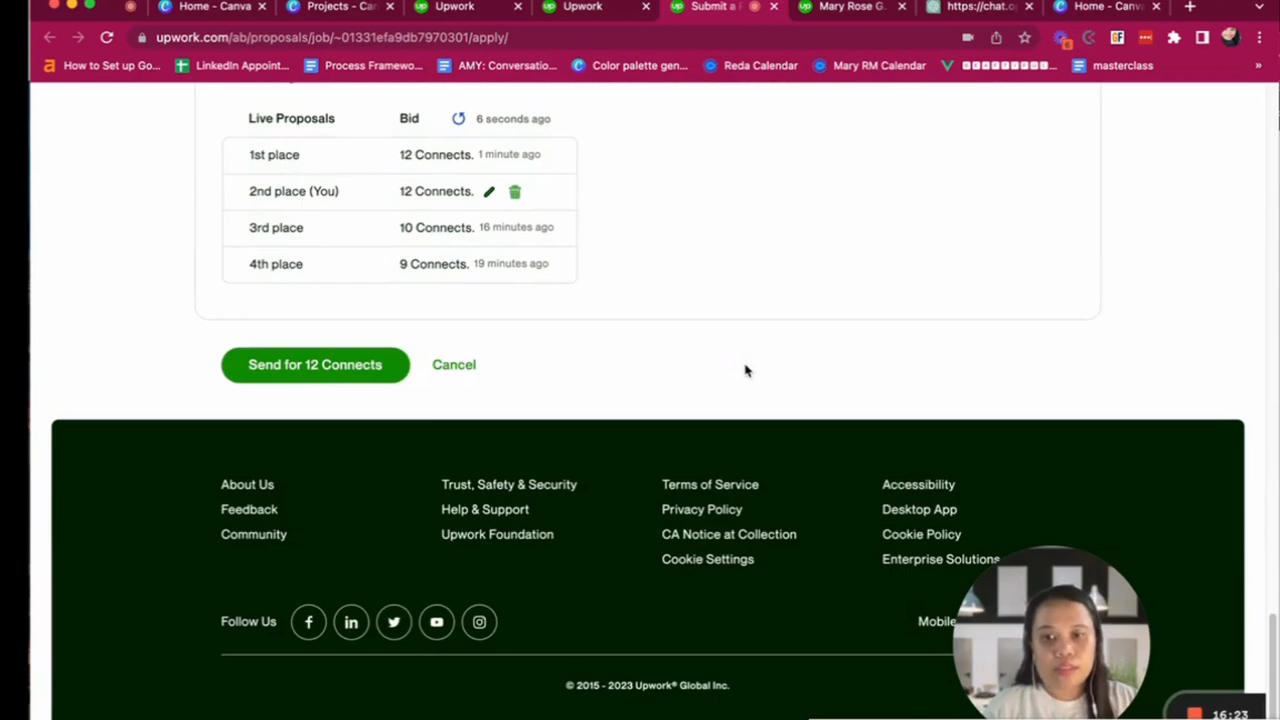 Home - Canva
Projects - Can
Upwork
Upwork
Submit a
Mary Rose G.
https://chat.o
Home - Canva
upwork.com/ab/proposals/job/~01331efa9db7970301/apply/
How to Set up Go...
LinkedIn Appoint...
Process Framewo...
AMY: Conversatio...
Color palette gen...
Reda Calendar
Mary RM Calendar
masterclass
Live Proposals Bid 6 seconds ago
1st place 12 Connects. 1 minute ago
2nd place (You) 12 Connects.
3rd place 10 Connects. 16 minutes ago
4th place 9 Connects. 19 minutes ago
Send for 12 Connects Cancel
About Us Trust, Safety & Security Terms of Service Accessibility
Feedback Help & Support Privacy Policy Desktop App
Community Upwork Foundation CA Notice at Collection Cookie Policy
Cookie Settings Enterprise Solutions
Follow Us Mobile
© 2015 - 2023 Upwork® Global Inc.
16:23